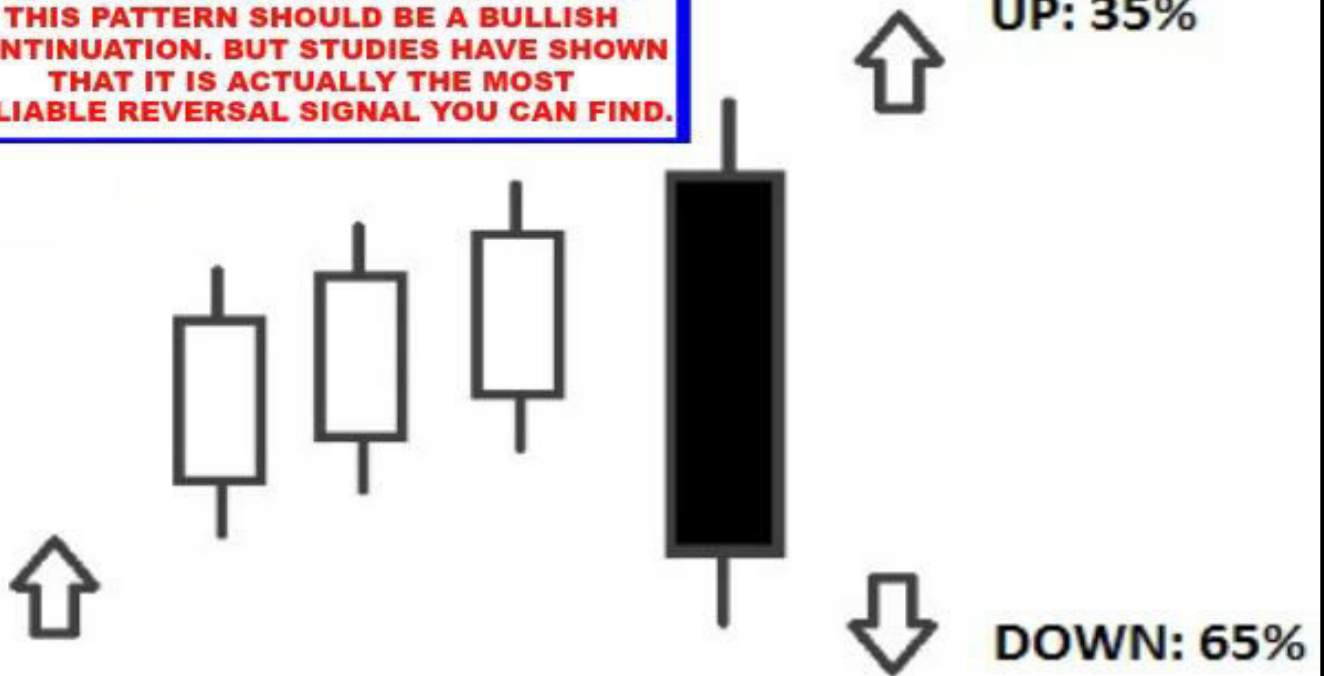 THIS PATTERN SHOULD BE A BULLISH
NTINUATION. BUT STUDIES HAVE SHOWN
THAT IT IS ACTUALLY THE MOST
LIABLE REVERSAL SIGNAL YOU CAN FIND.
UP: 35%
DOWN: 65%